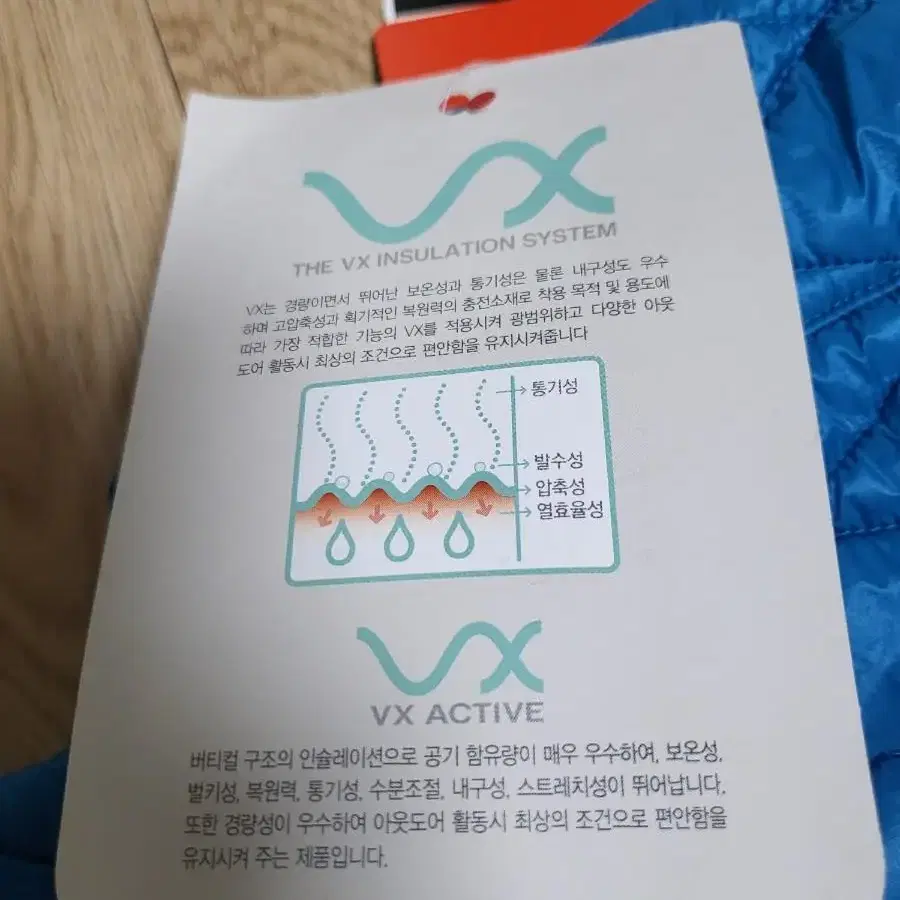 VX
THE VX INSULATION SYSTEM
VX는 경량이면서 뛰어난 보온성과 통기성은 물론 내구성도 우수
하며 고압축성과 획기적인 복원력의 충전소재로 착용 목적 및 용도에
따라 가장 적합한 기능의 VX를 적용시켜 광범위하고 다양한 아웃
도어 활동시 최상의 조건으로 편안함을 유지시켜줍니다
통기성
발수성
압축성
열효율성
VX
VX ACTIVE
버티컬 구조의 인슐레이션으로 공기 함유량이 매우 우수하여, 보온성,
벌키성, 복원력, 통기성, 수분조절, 내구성, 스트레치성이 뛰어납니다.
또한 경량성이 우수하여 아웃도어 활동시 최상의 조건으로 편안함을
유지시켜 주는 제품입니다.